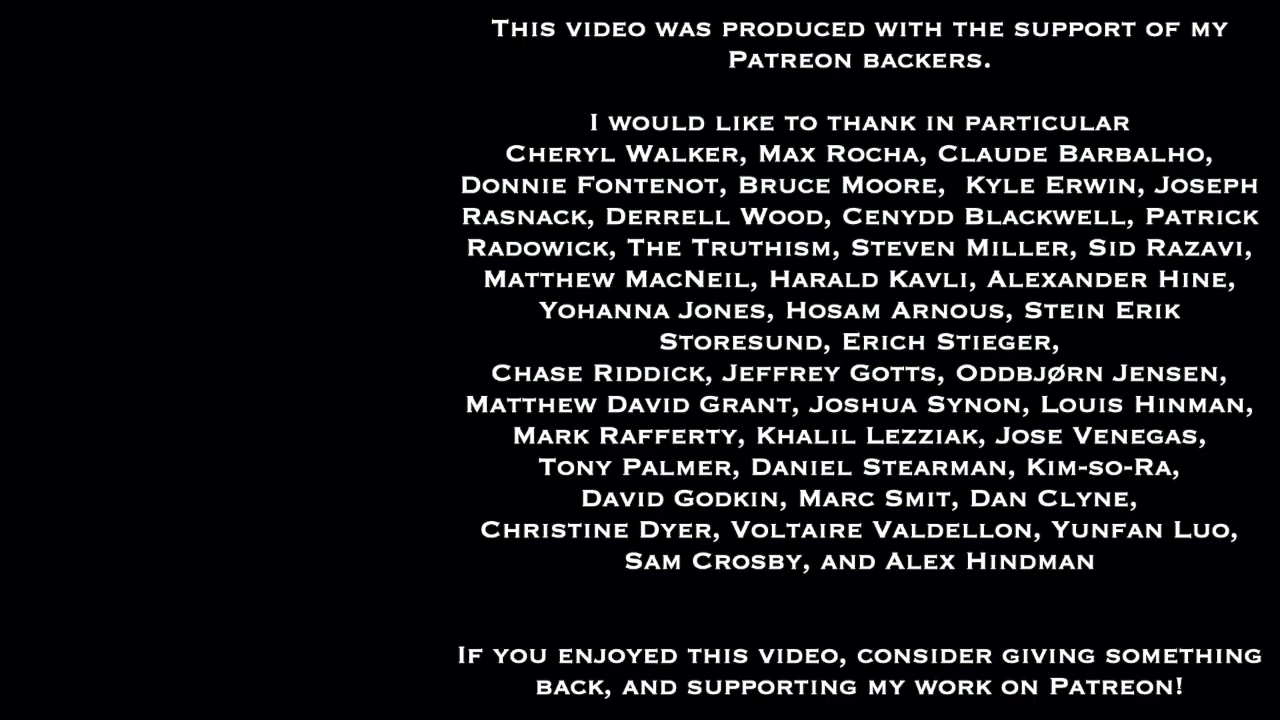 This video was produced with the support of my
Patreon backers.
I would like to thank in particular
Cheryl Walker, Max Rocha, Claude Barbalho,
Donnie Fontenot, Bruce Moore,  Kyle Erwin, Joseph
Rasnack, Derrell Wood, Cenydd Blackwell, Patrick
Radowick, The Truthism, Steven Miller, Sid Razavi,
Matthew MacNeil, Harald Kavli, Alexander Hine,
Yohanna Jones, Hosam Arnous, Stein Erik
Storesund, Erich Stieger,
Chase Riddick, Jeffrey Gotts, Oddbjørn Jensen,
Matthew David Grant, Joshua Synon, Louis Hinman,
Mark Rafferty, Khalil Lezziak, Jose Venegas,
Tony Palmer, Daniel Stearman, Kim-so-Ra,
David Godkin, Marc Smit, Dan Clyne,
Christine Dyer, Voltaire Valdellon, Yunfan Luo,
Sam Crosby, and Alex Hindman
If you enjoyed this video, consider giving something
back, and supporting my work on Patreon!